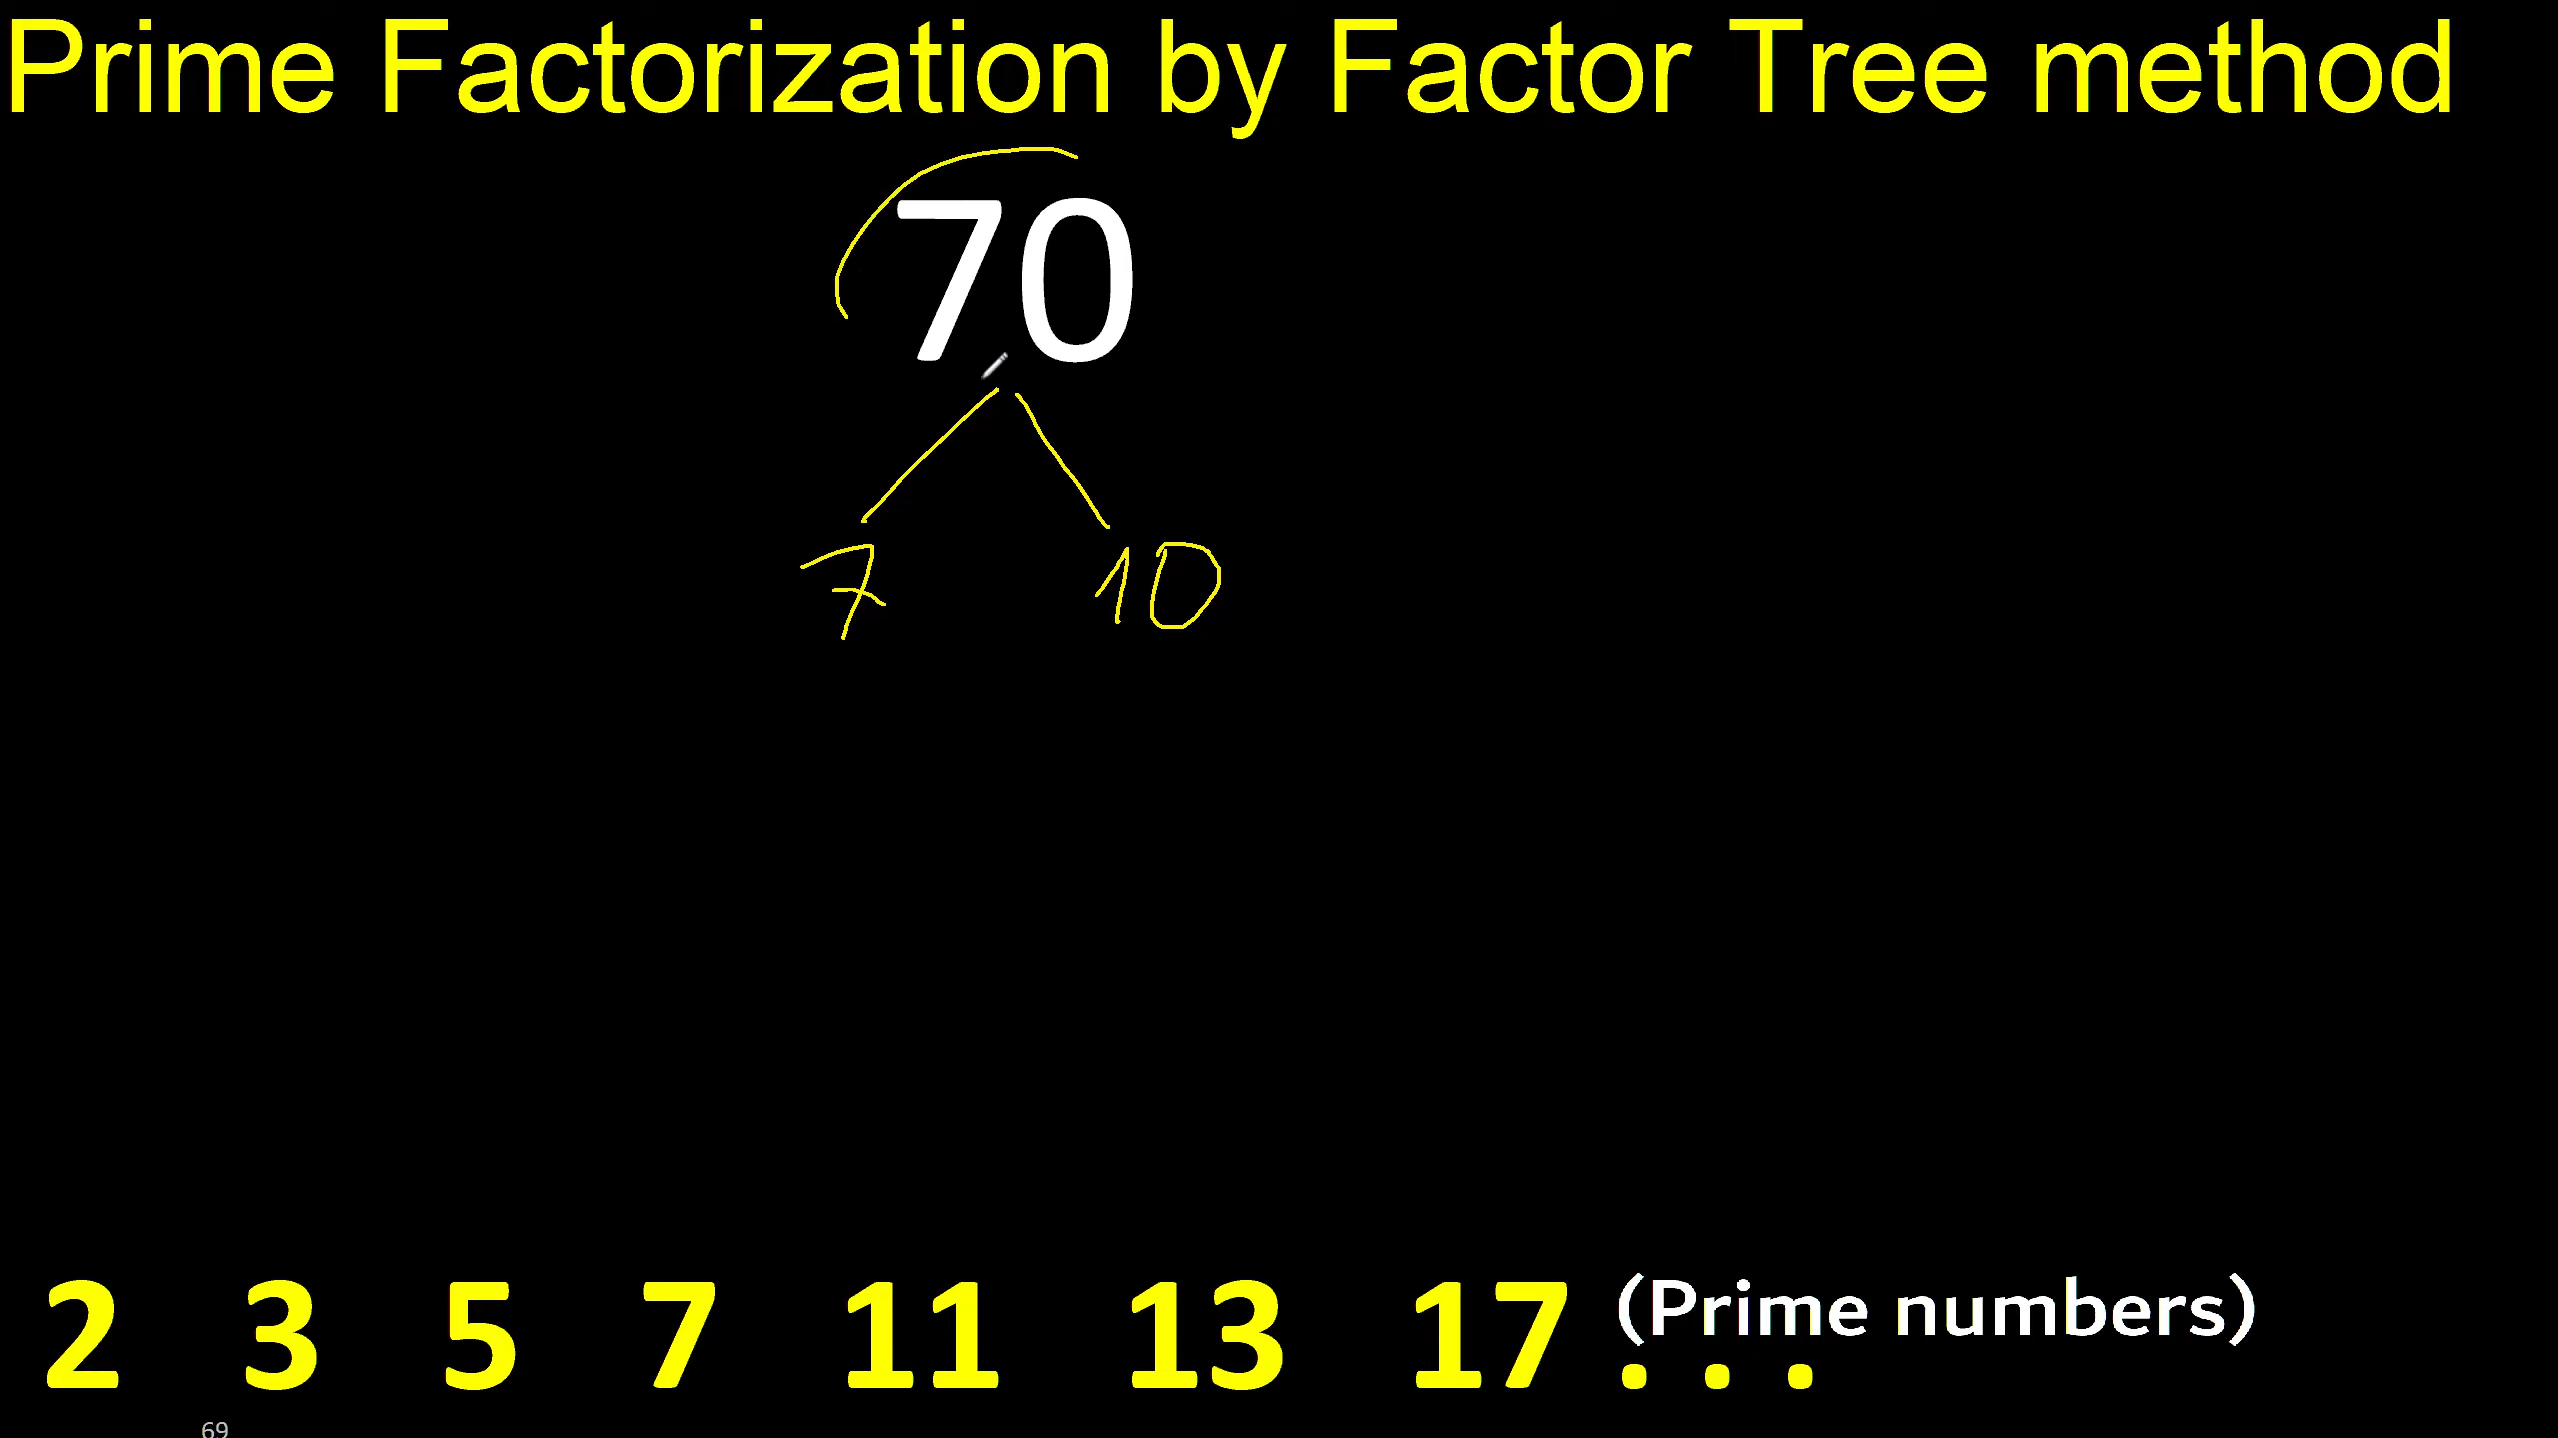 Prime Factorization by Factor Tree method
70
7 10
2 3 5 7 11 13 17 (Prime numbers)
. . .
69